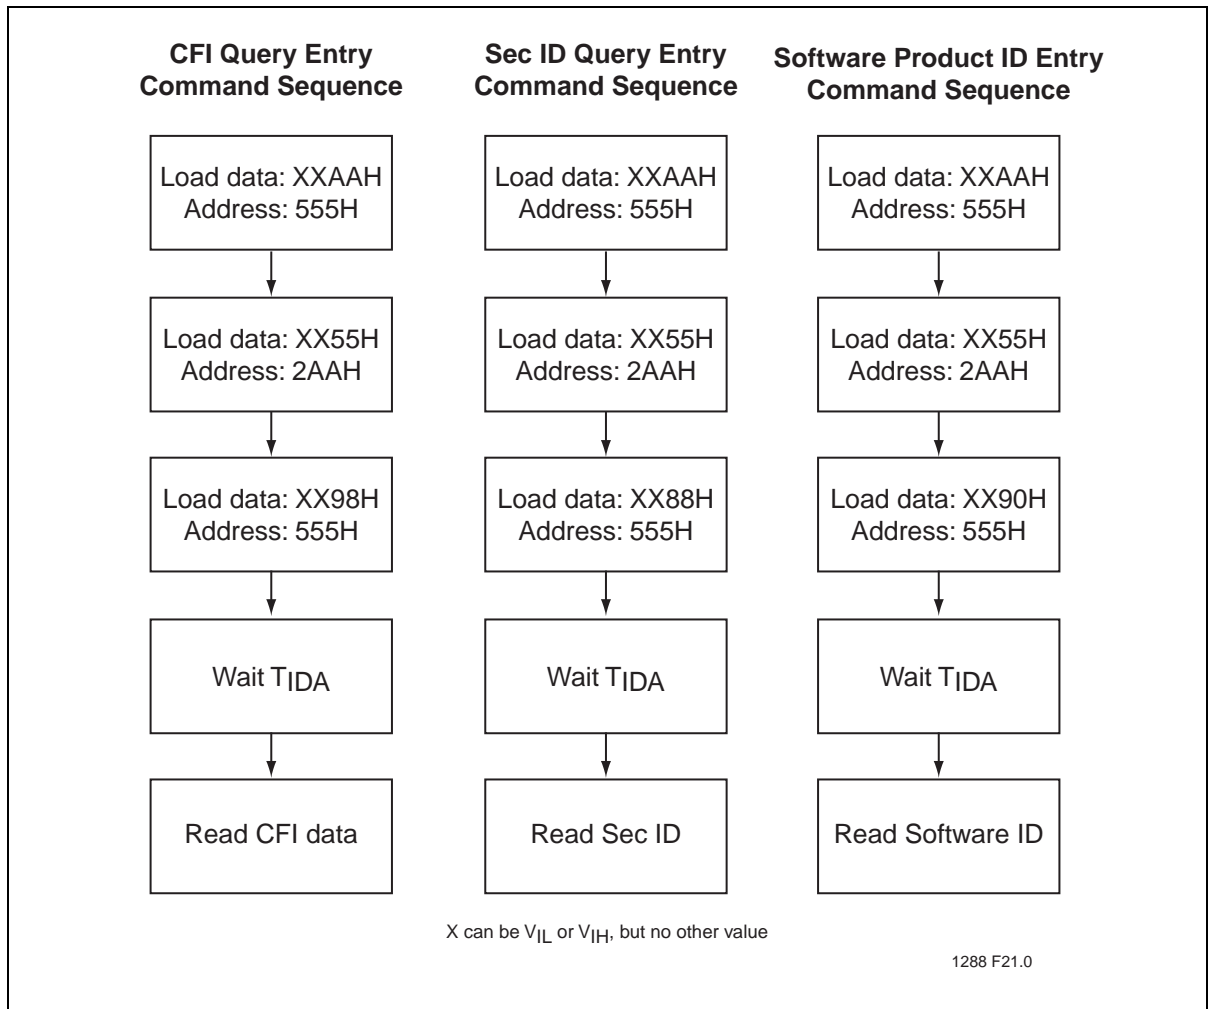 CFI Query Entry
Command Sequence
Load data: XXAAH
Address: 555H
Load data: XX55H
Address: 2AAH
Load data: XX98H
Address: 555H
Wait TIDA
Read CFI data
Sec ID Query Entry
Command Sequence
Load data: XXAAH
Address: 555H
Load data: XX55H
Address: 2AAH
Load data: XX88H
Address: 555H
Wait TIDA
Read Sec ID
Software Product ID Entry
Command Sequence
Load data: XXAAH
Address: 555H
Load data: XX55H
Address: 2AAH
Load data: XX90H
Address: 555H
Wait TIDA
Read Software ID
X can be VIL or VIH, but no other value
1288 F21.0